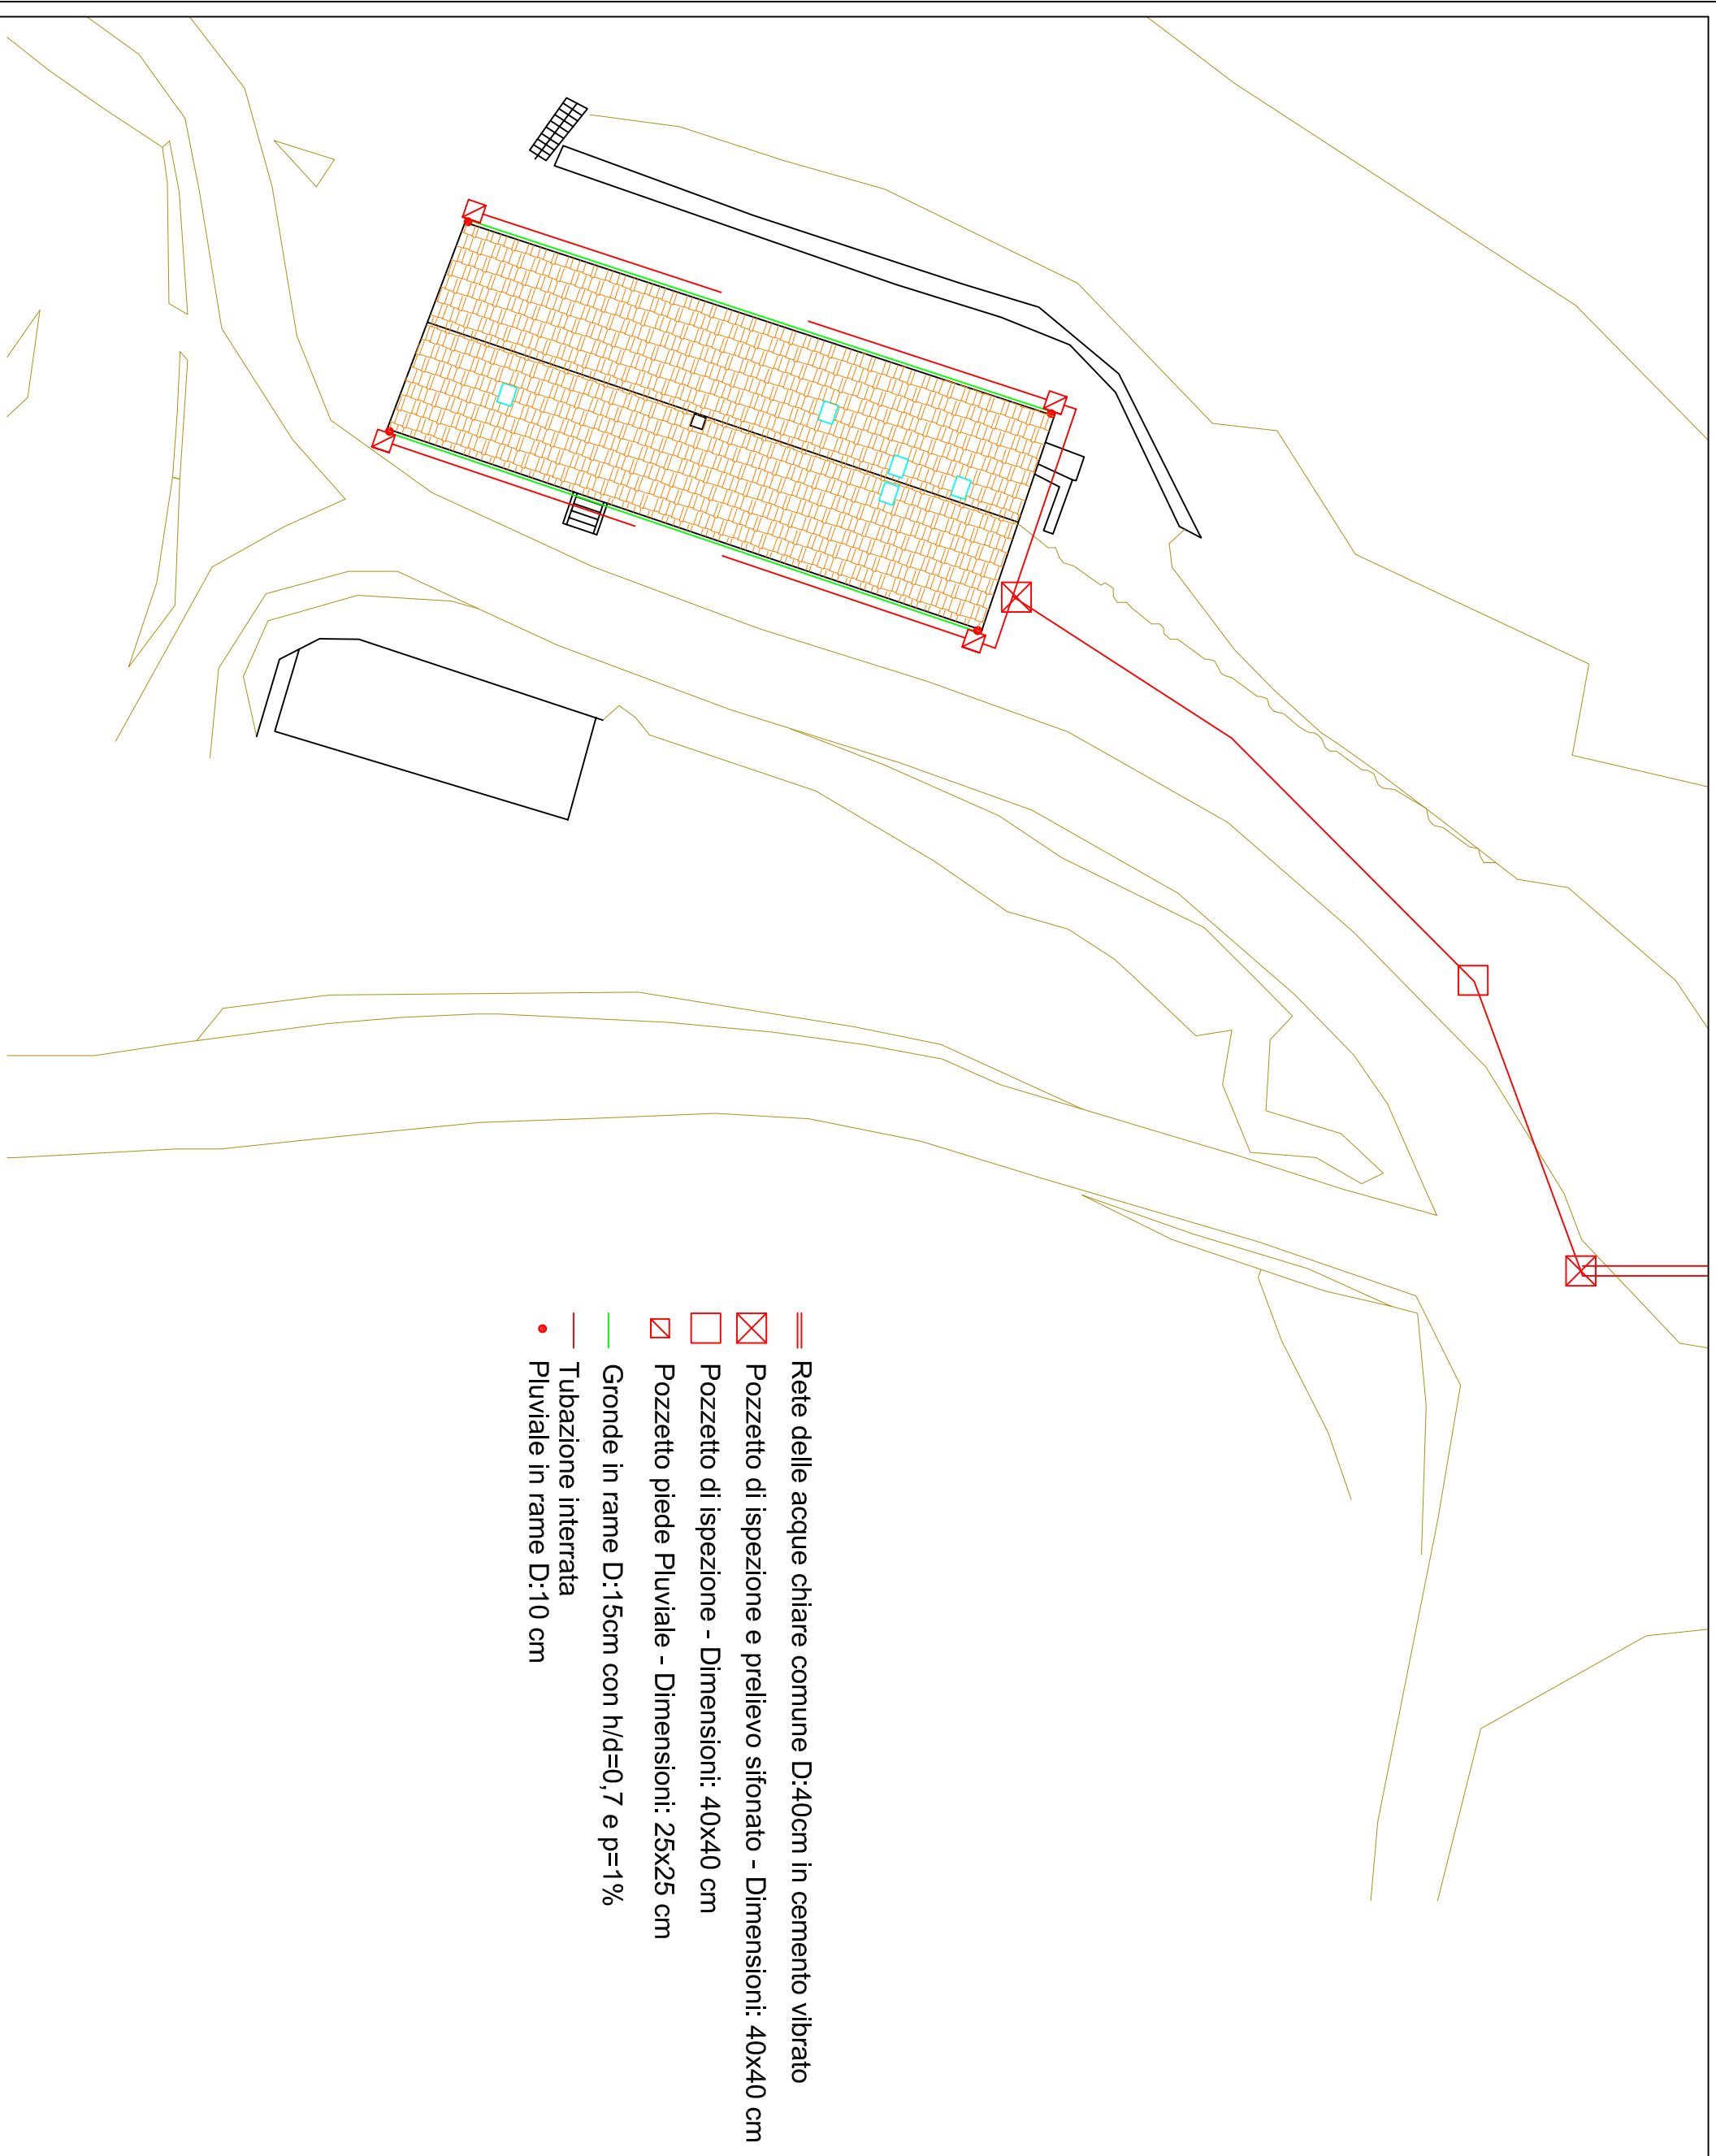 Rete delle acque chiare comune D:40cm in cemento vibrato
Pozzetto di ispezione e prelievo sifonato - Dimensioni: 40x40 cm
Pozzetto di ispezione - Dimensioni: 40x40 cm
Pozzetto piede Pluviale - Dimensioni: 25x25 cm
Gronde in rame D:15cm con h/d=0,7 e p=1%
Tubazione interrata
Pluviale in rame D:10 cm